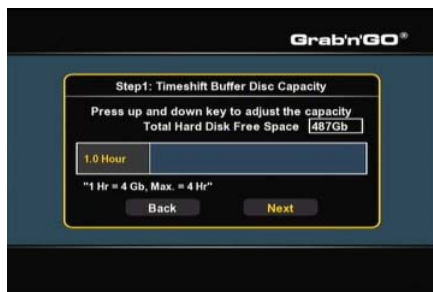 Grab'n'GO®
Step1: Timeshift Buffer Disc Capacity
Press up and down key to adjust the capacity
Total Hard Disk Free Space 487Gb
1.0 Hour
"1 Hr = 4 Gb, Max. = 4 Hr"
Back Next